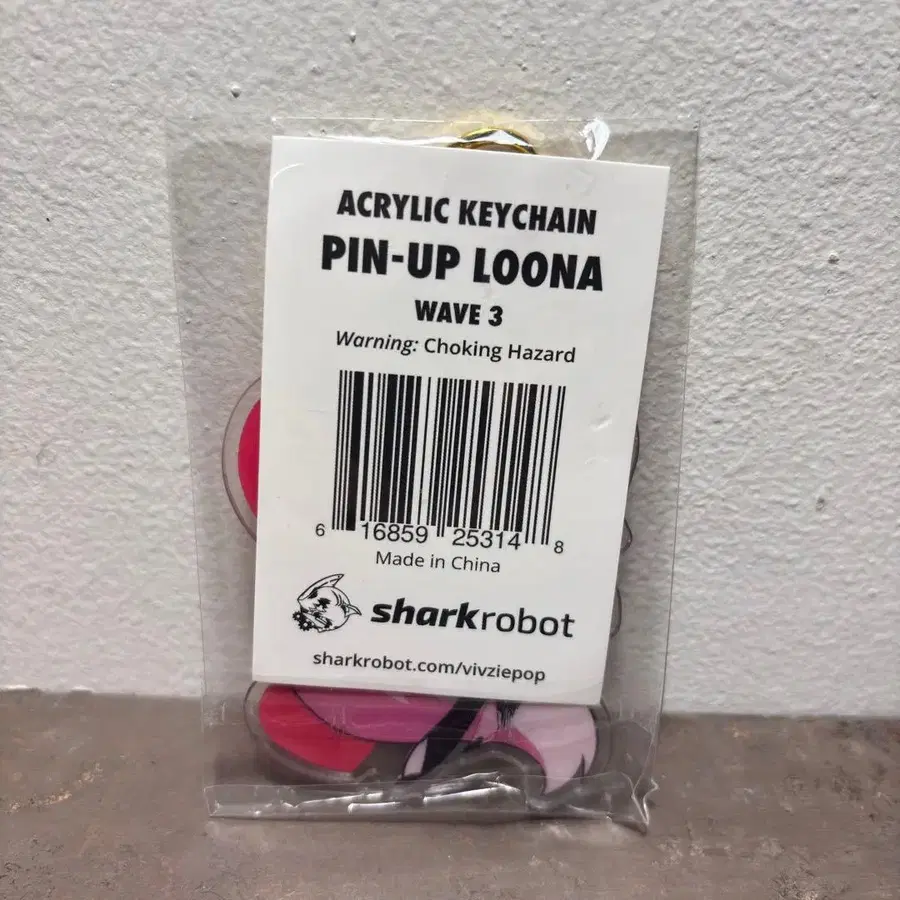 ACRYLIC KEYCHAIN
PIN-UP LOONA
WAVE 3
Warning: Choking Hazard
6 16859 25314 8
Made in China
sharkrobot
sharkrobot.com/vivziepop